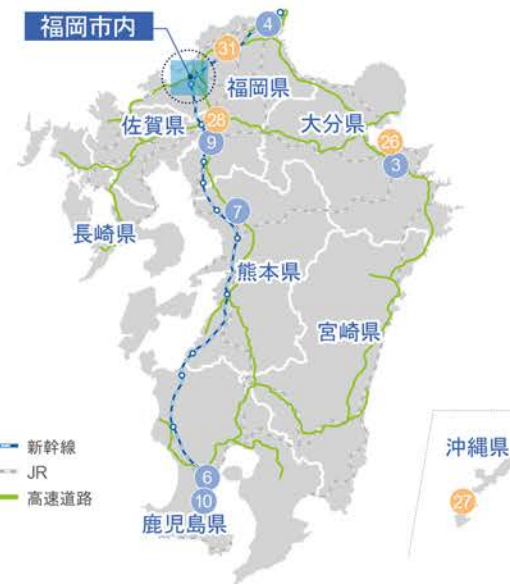 福岡市内
4
31
福岡県
佐賀県
28
大分県
9
26
3
長崎県
7
熊本県
宮崎県
新幹線
JR
高速道路
沖縄県
27
6
10
鹿児島県